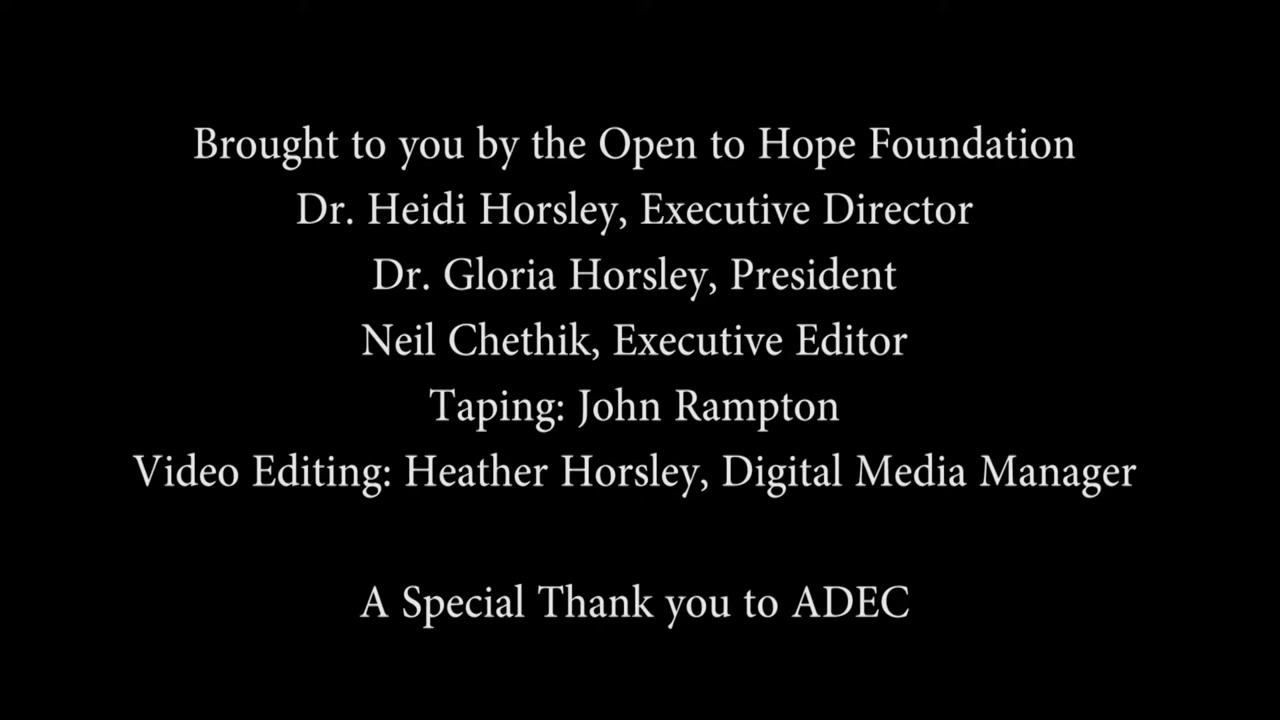 Brought to you by the Open to Hope Foundation
Dr. Heidi Horsley, Executive Director
Dr. Gloria Horsley, President
Neil Chethik, Executive Editor
Taping: John Rampton
Video Editing: Heather Horsley, Digital Media Manager
A Special Thank you to ADEC